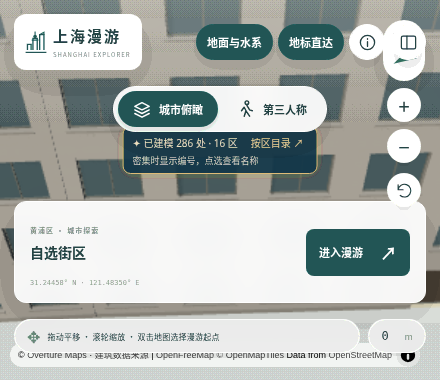 上海漫游
SHANGHAI EXPLORER
地面与水系
地标直达
城市俯瞰
第三人称
✦ 已建模 286 处 · 16 区 按区目录 ↗
密集时显示编号，点选查看名称
黄浦区 · 城市探索
自选街区
31.24458° N · 121.48350° E
进入漫游 ↗
拖动平移 · 滚轮缩放 · 双击地图选择漫游起点
0 m
© Overture Maps · 建筑数据来源 | OpenFreeMap © OpenMapTiles Data from OpenStreetMap